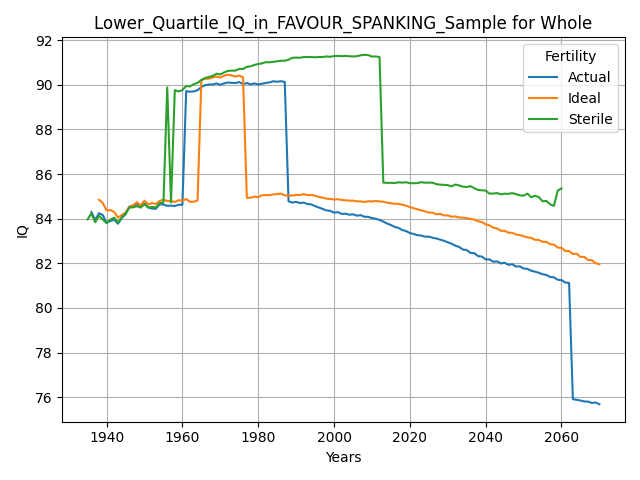 Lower_Quartile_IQ_in_FAVOUR_SPANKING_Sample for Whole
92
90
88
86
84
82
80
78
76
IQ
Fertility
Actual
Ideal
Sterile
1940 1960 1980 2000 2020 2040 2060
Years